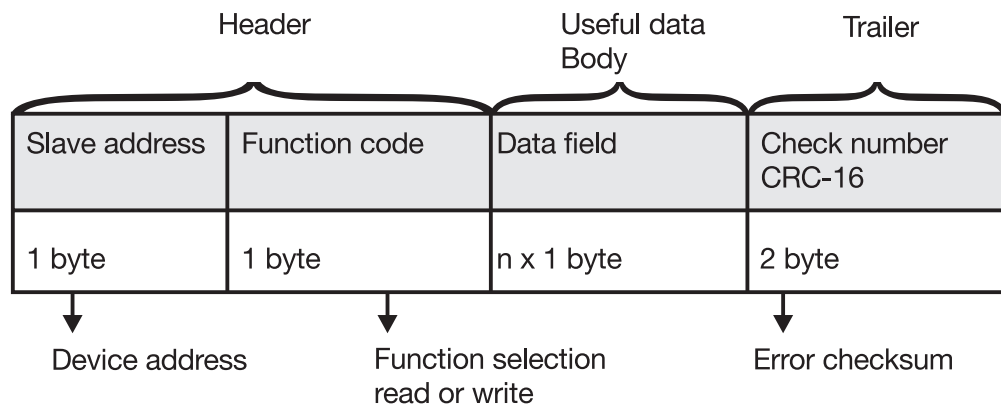 Header
Useful data
Body
Trailer
Slave address
Function code
Data field
Check number
CRC-16
1 byte
1 byte
n x 1 byte
2 byte
Device address
Function selection
read or write
Error checksum